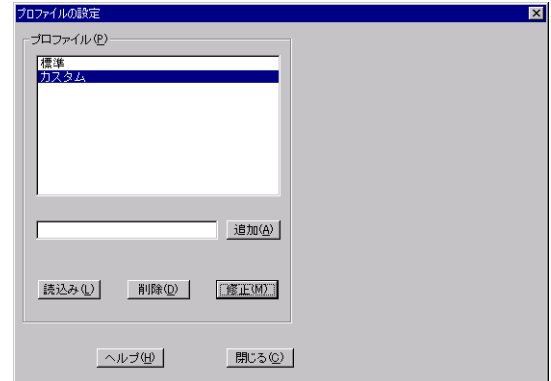 プロファイルの設定
プロファイル(P)
標準
カスタム
追加(A)
読込み(L)
削除(D)
修正(M)
ヘルプ(H)
閉じる(C)